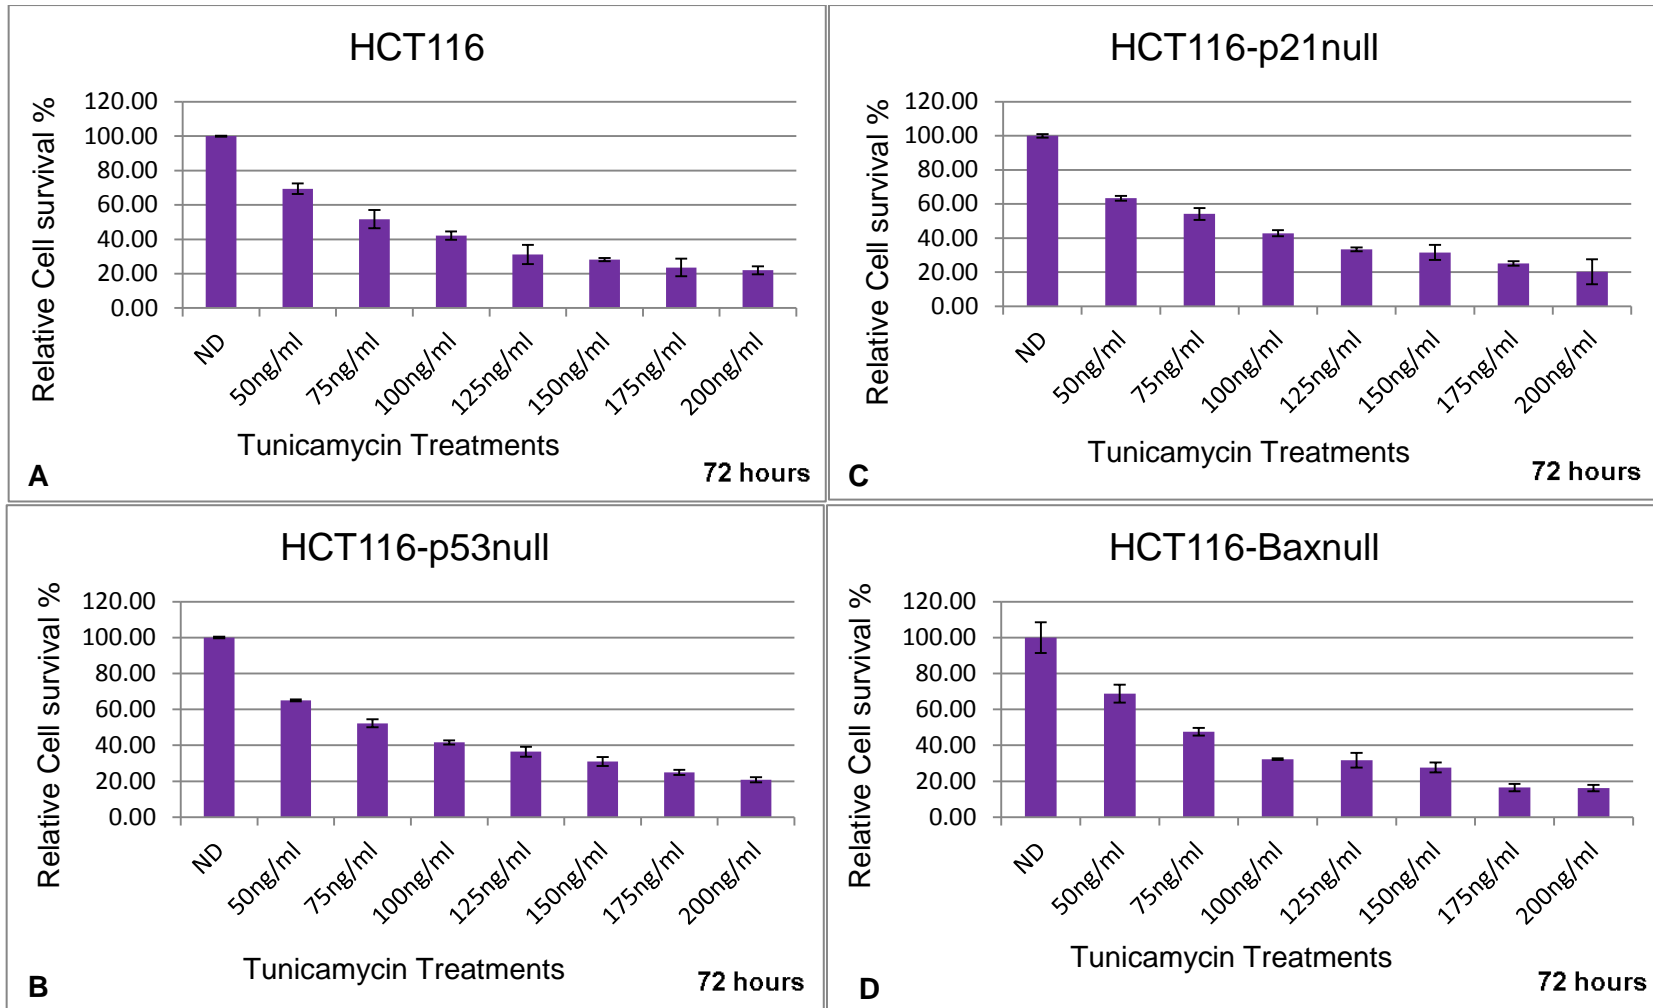 HCT116
Relative Cell survival %
120.00
100.00
80.00
60.00
40.00
20.00
0.00
ND
50ng/ml
75ng/ml
100ng/ml
125ng/ml
150ng/ml
175ng/ml
200ng/ml
Tunicamycin Treatments
A
72 hours
HCT116-p21null
Relative Cell survival %
120.00
100.00
80.00
60.00
40.00
20.00
0.00
ND
50ng/ml
75ng/ml
100ng/ml
125ng/ml
150ng/ml
175ng/ml
200ng/ml
Tunicamycin Treatments
C
72 hours
HCT116-p53null
Relative Cell survival %
120.00
100.00
80.00
60.00
40.00
20.00
0.00
ND
50ng/ml
75ng/ml
100ng/ml
125ng/ml
150ng/ml
175ng/ml
200ng/ml
Tunicamycin Treatments
B
72 hours
HCT116-Baxnull
Relative Cell survival %
120.00
100.00
80.00
60.00
40.00
20.00
0.00
ND
50ng/ml
75ng/ml
100ng/ml
125ng/ml
150ng/ml
175ng/ml
200ng/ml
Tunicamycin Treatments
D
72 hours